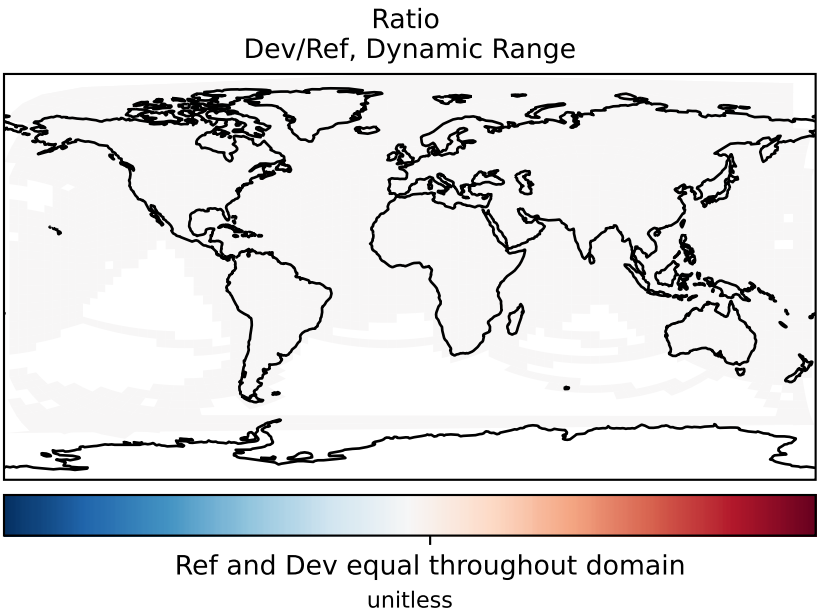 Ratio
Dev/Ref, Dynamic Range
Ref and Dev equal throughout domain
unitless